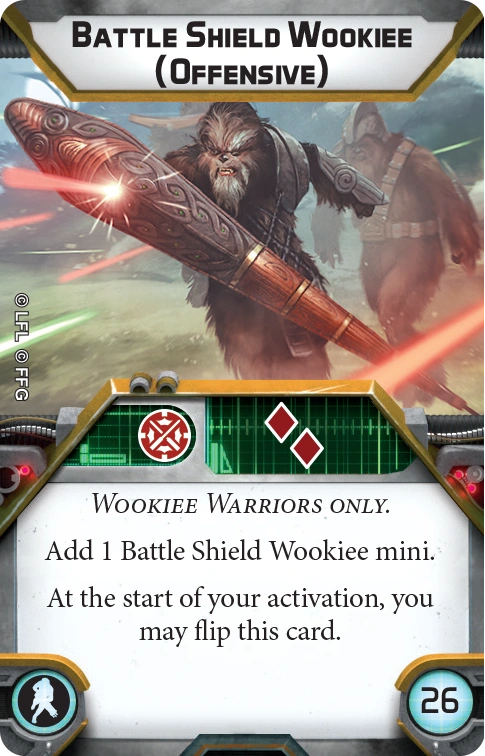 Battle Shield Wookiee
(Offensive)
© LFL © FFG
Wookiee Warriors only.
Add 1 Battle Shield Wookiee mini.
At the start of your activation, you
may flip this card.
26